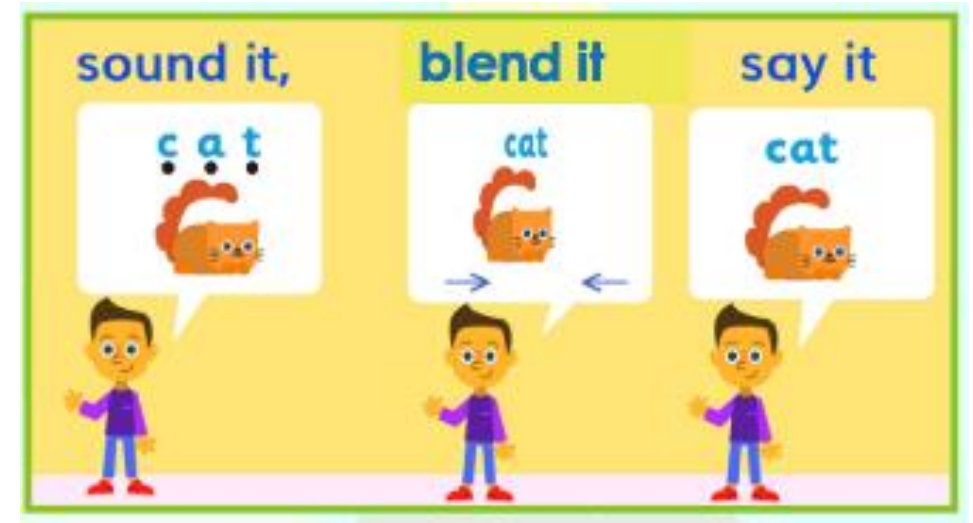 sound it,
blend it
say it
c a t
cat
cat